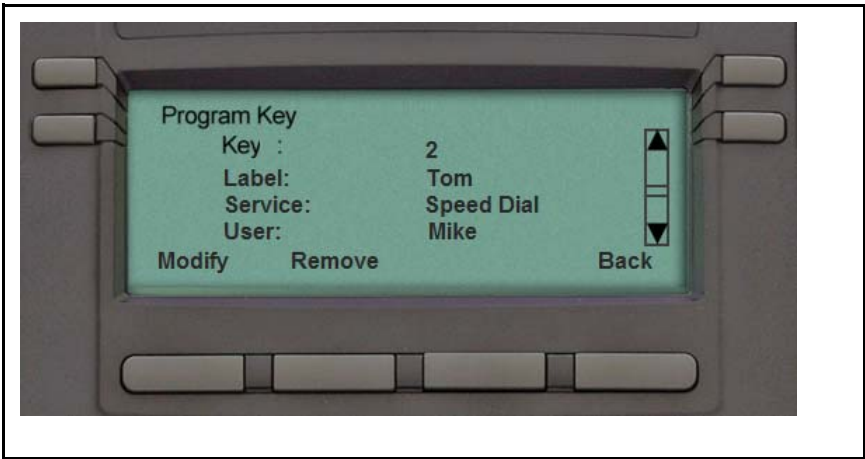 Program Key
Key : 2
Label: Tom
Service: Speed Dial
User: Mike
Modify Remove Back